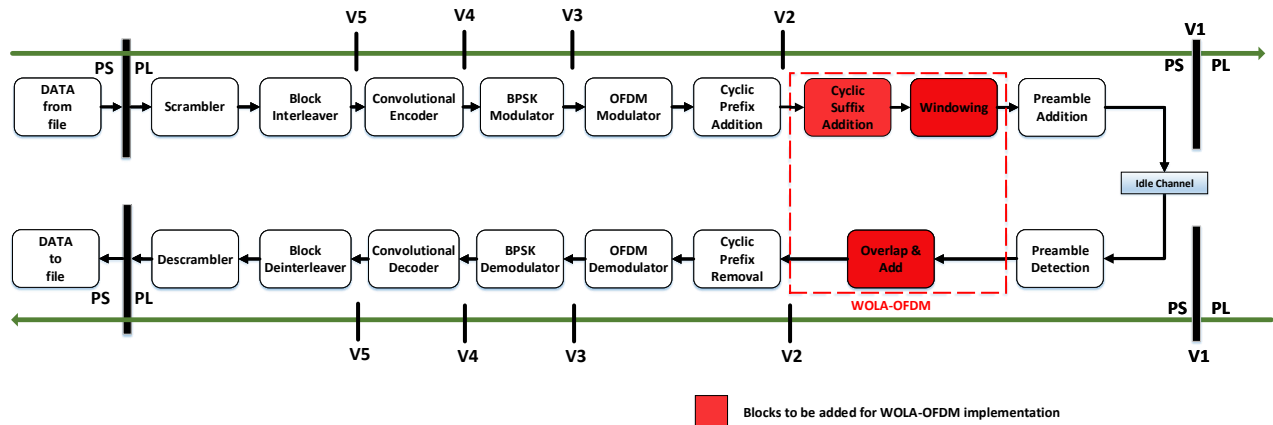 V5
V4
V3
V2
V1
PS
PL
PS
PL
DATA
from
file
Scrambler
Block
Interleaver
Convolutional
Encoder
BPSK
Modulator
OFDM
Modulator
Cyclic
Prefix
Addition
Cyclic
Suffix
Addition
Windowing
Preamble
Addition
Idle Channel
DATA
to
file
Descrambler
Block
Deinterleaver
Convolutional
Decoder
BPSK
Demodulator
OFDM
Demodulator
Cyclic
Prefix
Removal
Overlap &
Add
Preamble
Detection
WOLA-OFDM
PS
PL
PS
PL
V5
V4
V3
V2
V1
Blocks to be added for WOLA-OFDM implementation